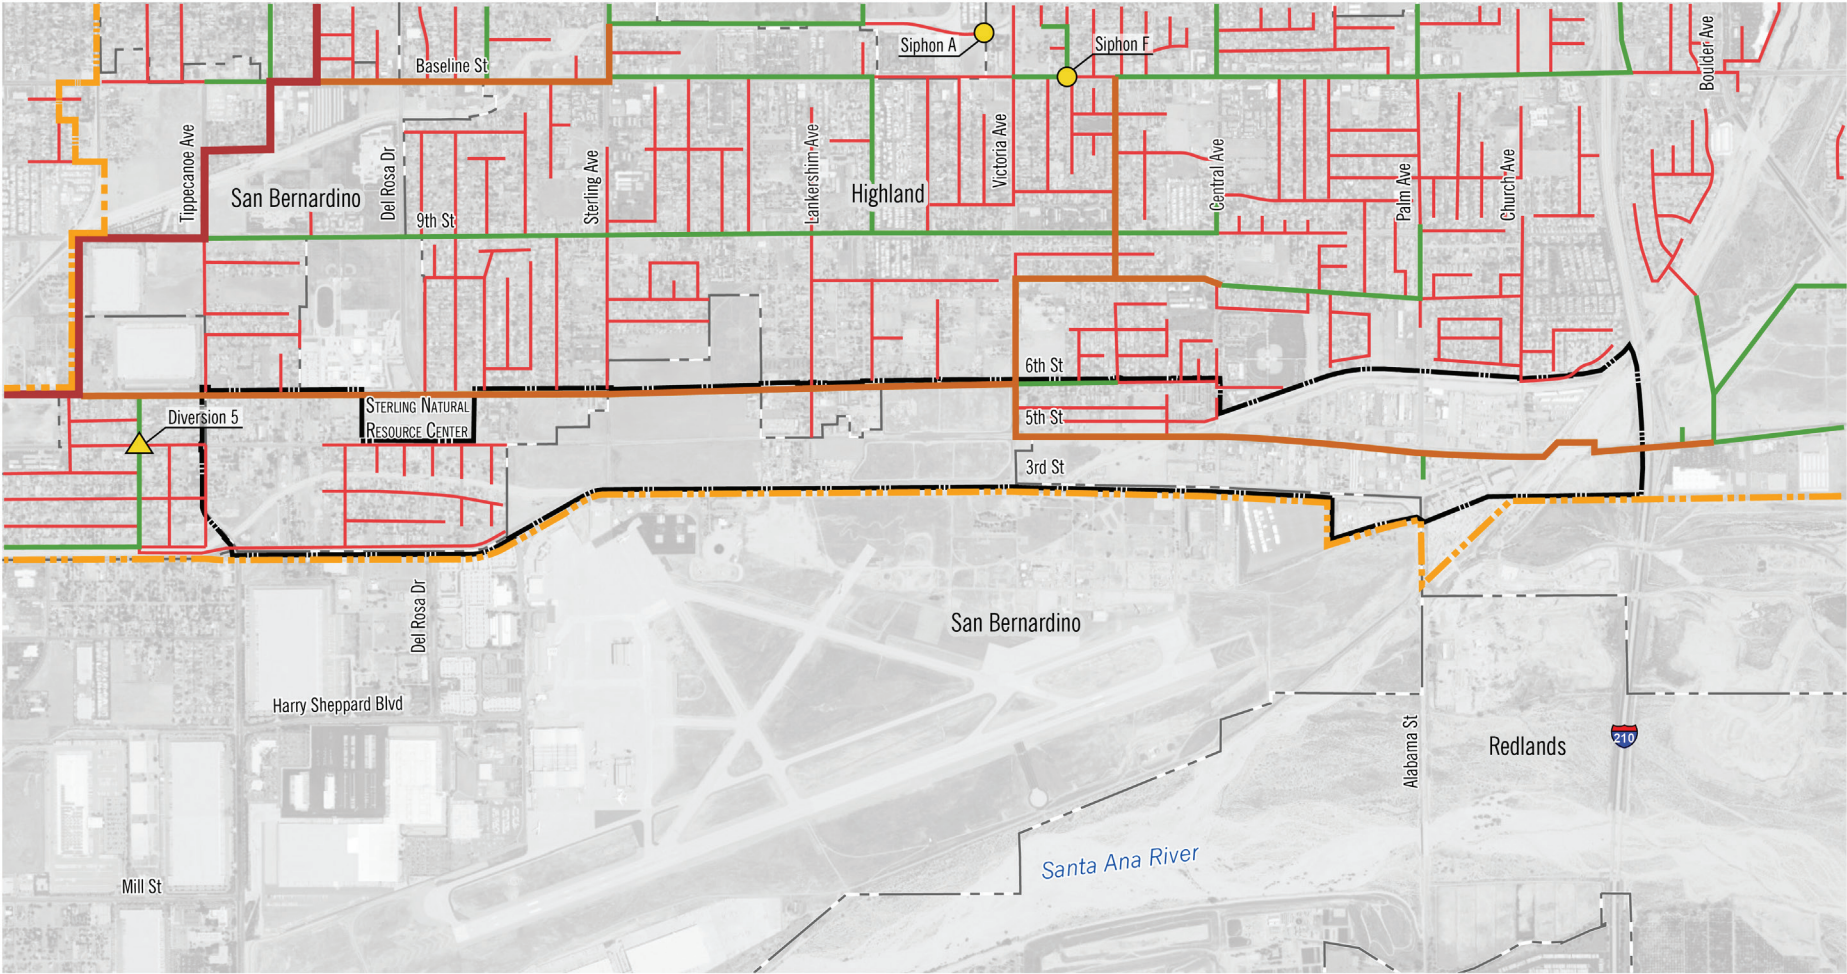 Siphon A
Siphon F
Boulder Ave
Baseline St
Tippecanoe Ave
San Bernardino
Del Rosa Dr
9th St
Sterling Ave
Lankershim Ave
Highland
Victoria Ave
Central Ave
Palm Ave
Church Ave
6th St
5th St
3rd St
Diversion 5
STERLING NATURAL
RESOURCE CENTER
Del Rosa Dr
San Bernardino
Harry Sheppard Blvd
Alabama St
Redlands
210
Santa Ana River
Mill St